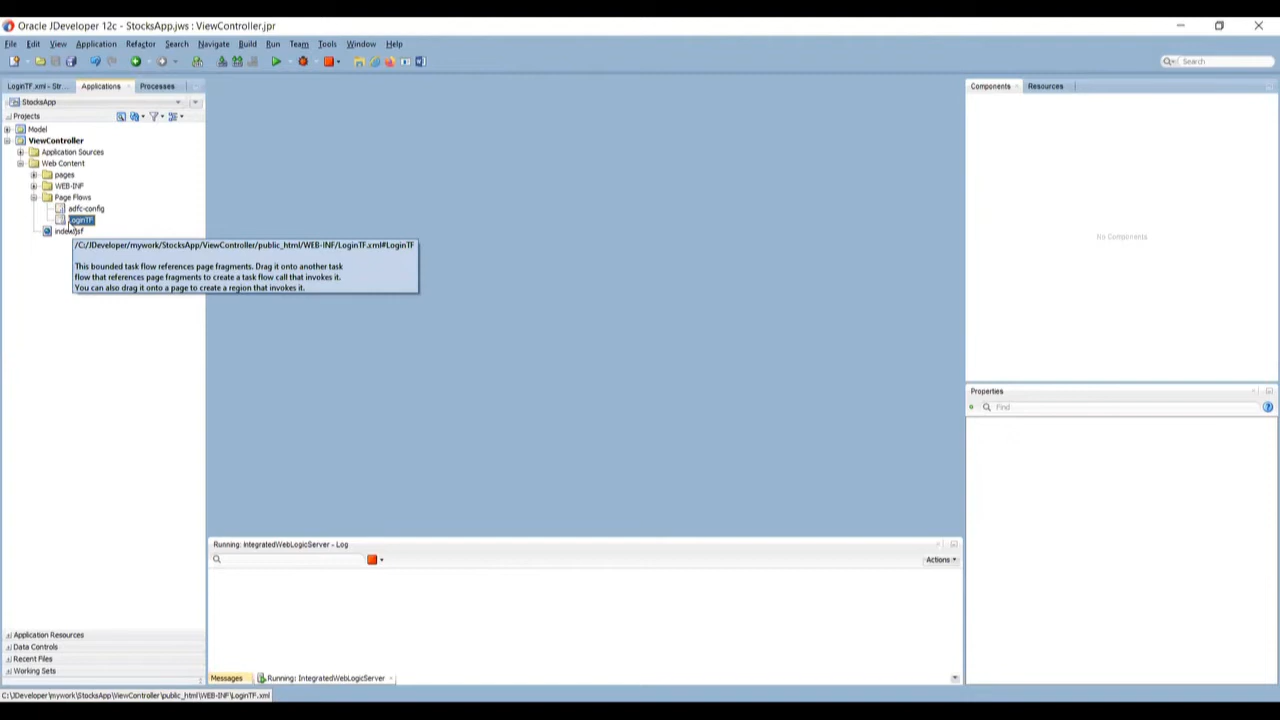 Oracle JDeveloper 12c - StocksApp.jws : ViewController.jpr
File Edit View Application Refactor Search Navigate Build Run Team Tools Window Help
Search
LoginTF.xml - Str... Applications Processes
Components Resources
StocksApp
Projects
Model
ViewController
Application Sources
Web Content
pages
WEB-INF
Page Flows
adfc-config
LoginTF
/C:/JDeveloper/mywork/StocksApp/ViewController/public_html/WEB-INF/LoginTF.xml#LoginTF
This bounded task flow references page fragments. Drag it onto another task
flow that references page fragments to create a task flow call that invokes it.
You can also drag it onto a page to create a region that invokes it.
No Components
Properties
Find
Running: IntegratedWebLogicServer - Log
Actions
Application Resources
Data Controls
Recent Files
Working Sets
Messages Running: IntegratedWebLogicServer
C:\JDeveloper\mywork\StocksApp\ViewController\public_html\WEB-INF\LoginTF.xml